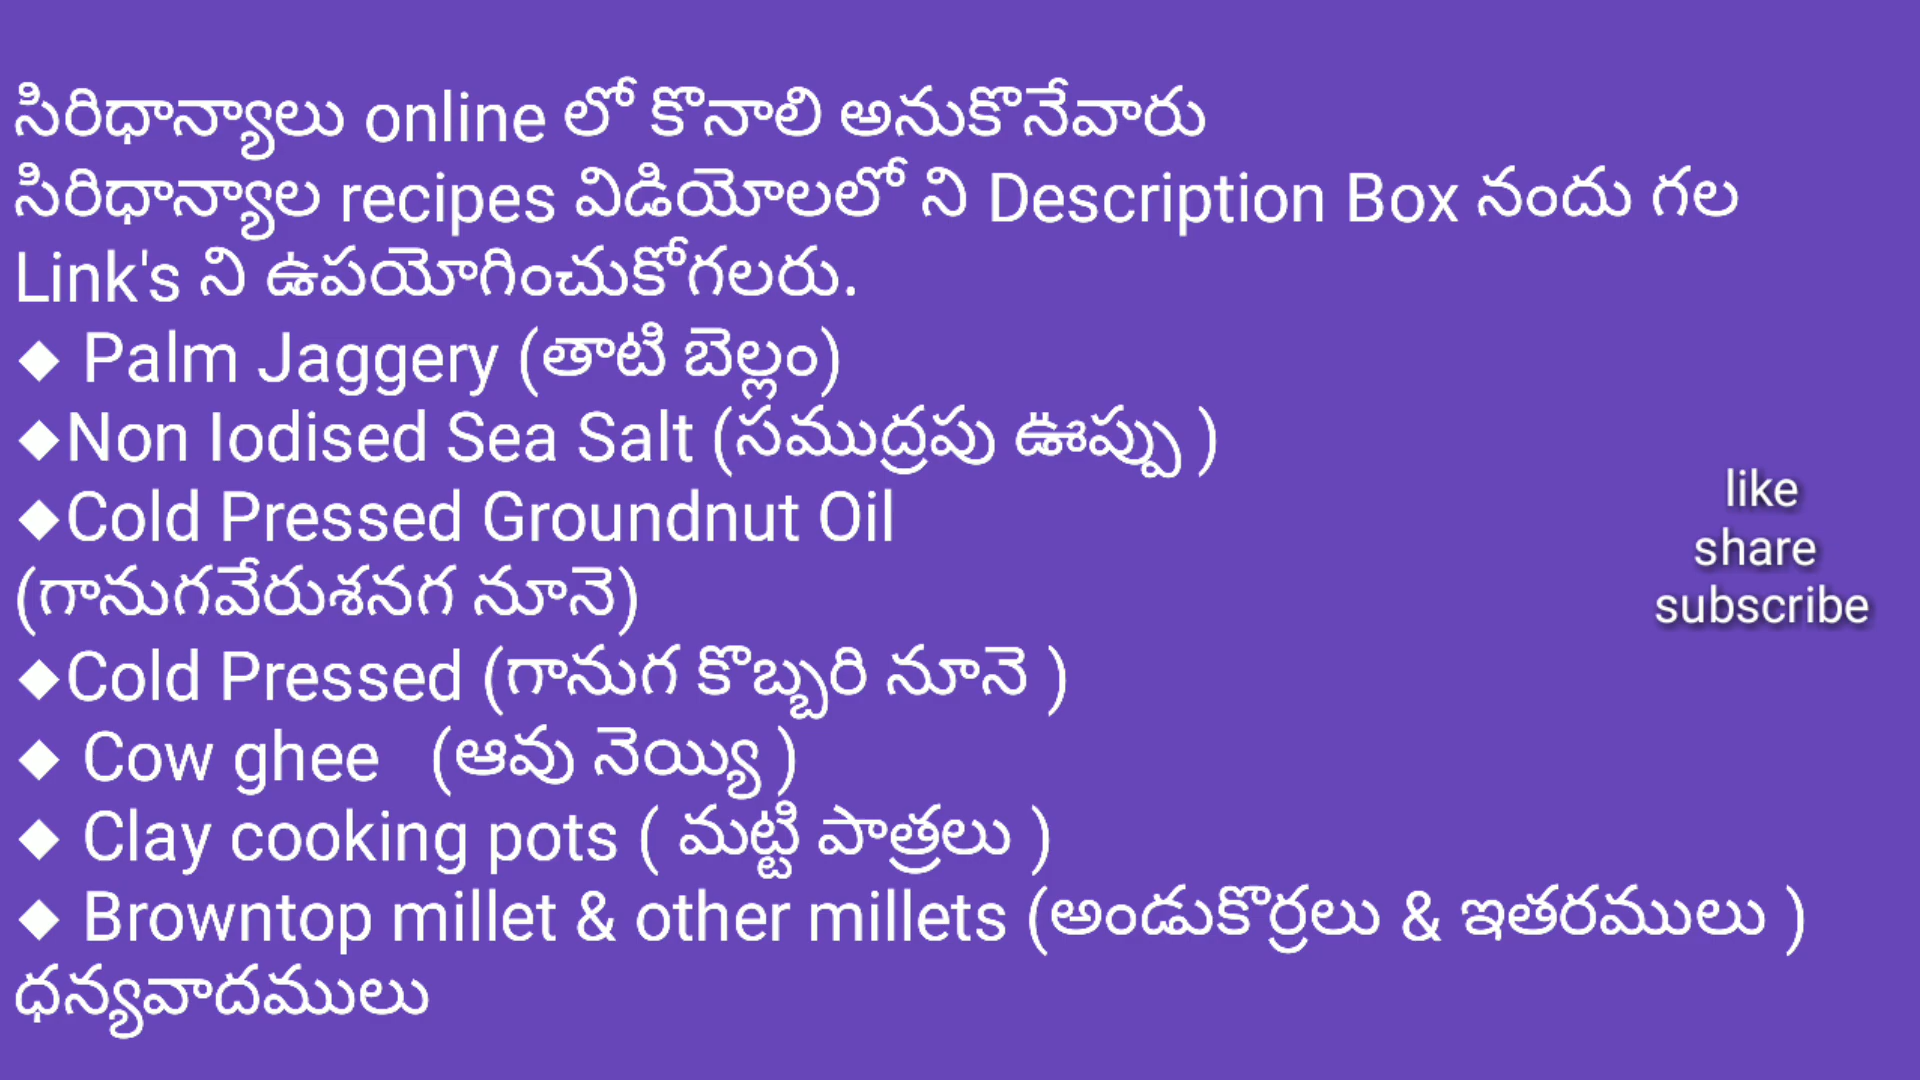 సిరిధాన్యాలు online లో కొనాలి అనుకొనేవారు
సిరిధాన్యాల recipes విడియోలలో ని Description Box నందు గల
Link's ని ఉపయోగించుకోగలరు.
◆ Palm Jaggery (తాటి బెల్లం)
◆Non Iodised Sea Salt (సముద్రపు ఊప్పు )
◆Cold Pressed Groundnut Oil
(గానుగవేరుశనగ నూనె)
◆Cold Pressed (గానుగ కొబ్బరి నూనె )
◆ Cow ghee (ఆవు నెయ్యి )
◆ Clay cooking pots ( మట్టి పాత్రలు )
◆ Browntop millet & other millets (అండుకొర్రలు & ఇతరములు )
ధన్యవాదములు
like
share
subscribe